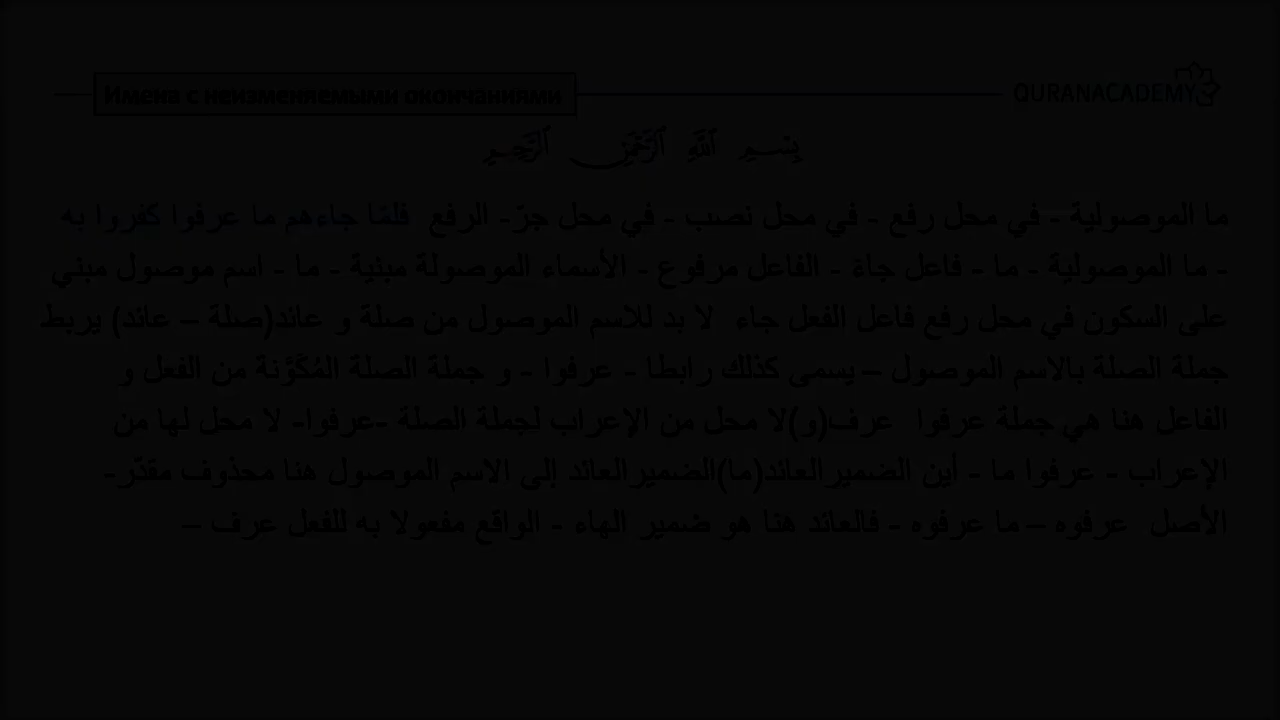 Имена с неизменяемыми окончаниями
QURANACADEMY
بِسْمِ ٱللَّهِ ٱلرَّحْمَٰنِ ٱلرَّحِيمِ
ما الموصولية - في محل رفع - في محل نصب - في محل جرّ- الرفع فلمّا جاءهم ما عرفوا كفروا به
- ما الموصولية - ما - فاعل جاءَ - الفاعل مرفوع - الأسماء الموصولة مبنية - ما - اسم موصول مبني
على السكون في محل رفع فاعل الفعل جاء لا بد للاسم الموصول من صلة و عائد(صلة – عائد) يربط
جملة الصلة بالاسم الموصول – يسمى كذلك رابطا - عرفوا - و جملة الصلة المُكَوَّنة من الفعل و
الفاعل هنا هي جملة عرفوا عرف(و)لا محل من الإعراب لجملة الصلة -عرفوا- لا محل لها من
الإعراب - عرفوا ما - أين الضميرالعائد(ما)الضميرالعائد إلى الاسم الموصول هنا محذوف مقدّر-
الأصل عرفوه – ما عرفوه - فالعائد هنا هو ضمير الهاء - الواقع مفعولا به للفعل عرف –